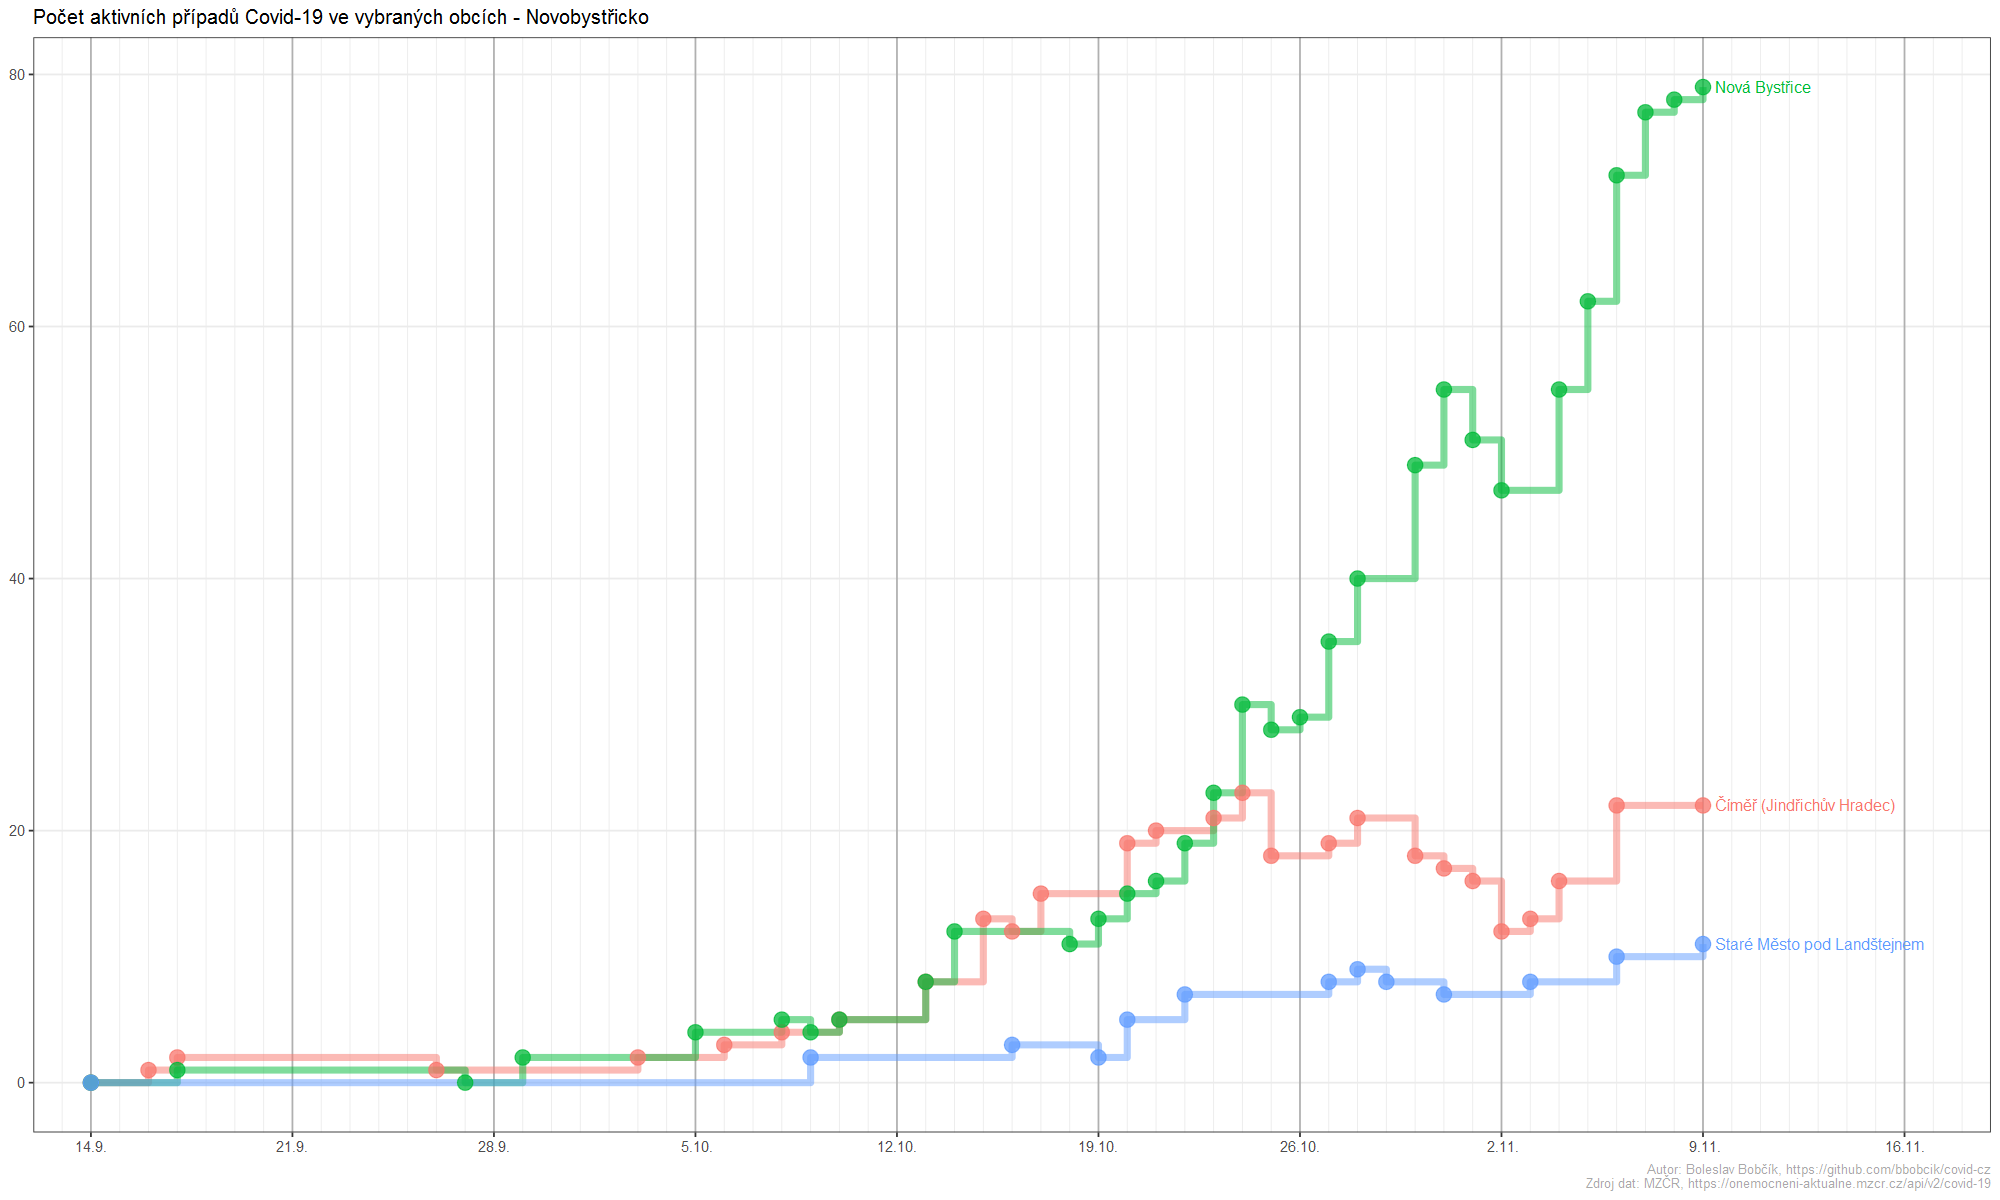 Počet aktivních případů Covid-19 ve vybraných obcích - Novobystřicko
80
60
40
20
0
Nová Bystřice
Číměř (Jindřichův Hradec)
Staré Město pod Landštejnem
14.9. 21.9. 28.9. 5.10. 12.10. 19.10. 26.10. 2.11. 9.11. 16.11.
Autor: Boleslav Bobčík, https://github.com/bbobcik/covid-cz
Zdroj dat: MZČR, https://onemocneni-aktualne.mzcr.cz/api/v2/covid-19